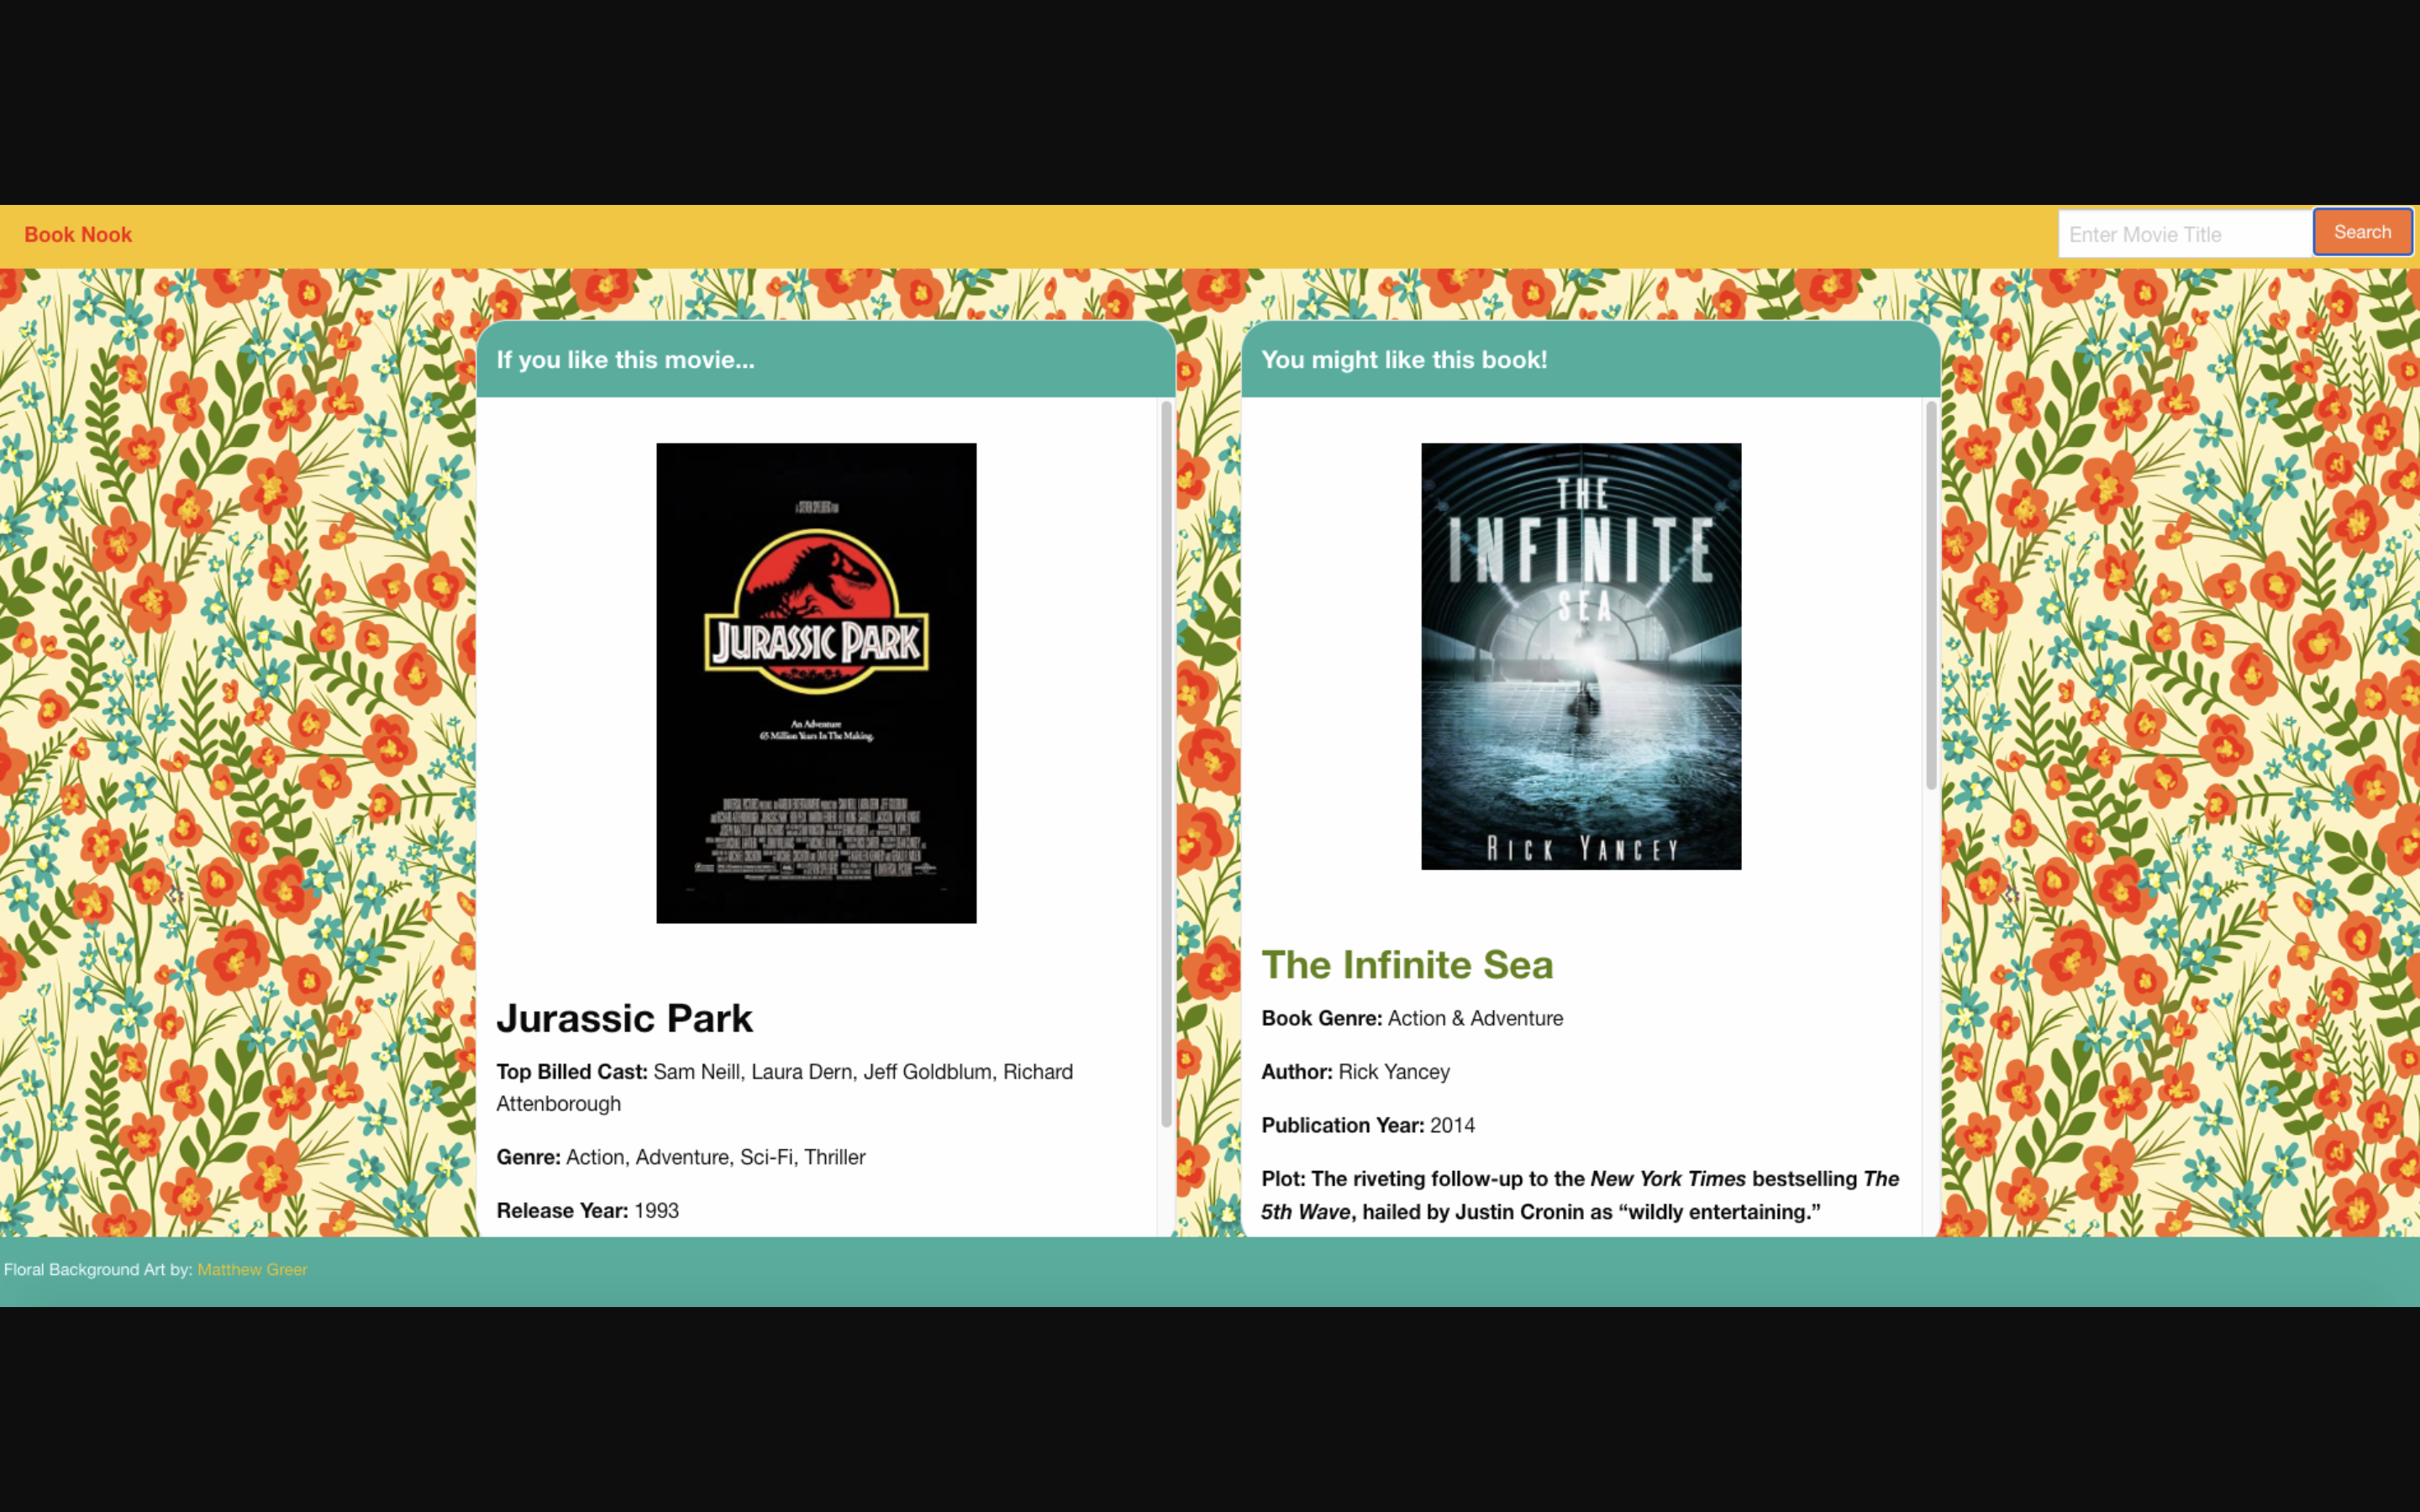 Book Nook
Enter Movie Title
Search
If you like this movie...
JURASSIC PARK
An Adventure
65 Million Years In The Making.
Jurassic Park
Top Billed Cast: Sam Neill, Laura Dern, Jeff Goldblum, Richard
Attenborough
Genre: Action, Adventure, Sci-Fi, Thriller
Release Year: 1993
You might like this book!
THE
INFINITE
SEA
RICK YANCEY
The Infinite Sea
Book Genre: Action & Adventure
Author: Rick Yancey
Publication Year: 2014
Plot: The riveting follow-up to the New York Times bestselling The
5th Wave, hailed by Justin Cronin as “wildly entertaining.”
Floral Background Art by: Matthew Greer